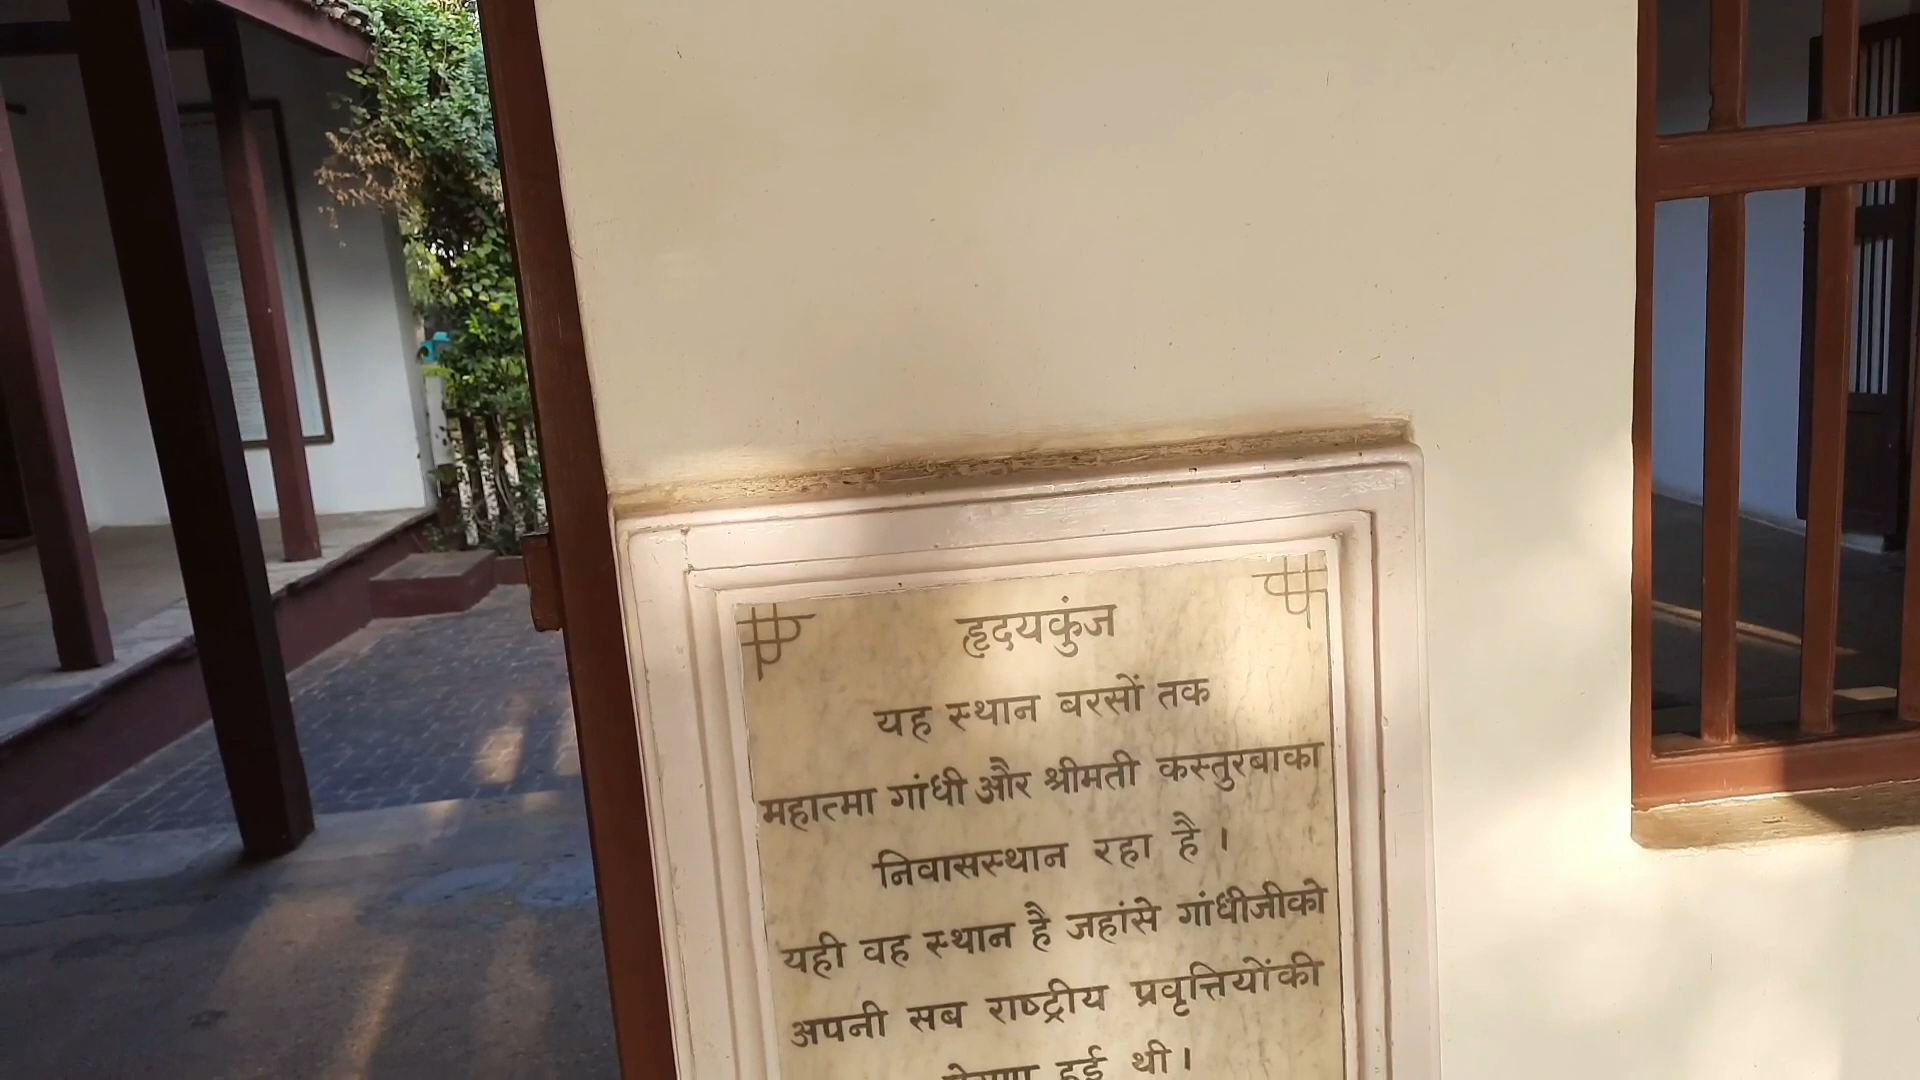 हृदयकुंज
यह स्थान बरसों तक
महात्मा गांधी और श्रीमती कस्तुरबाका
निवासस्थान रहा है ।
यही वह स्थान है जहांसे गांधीजीको
अपनी सब राष्ट्रीय प्रवृत्तियोंकी
हुई थी ।